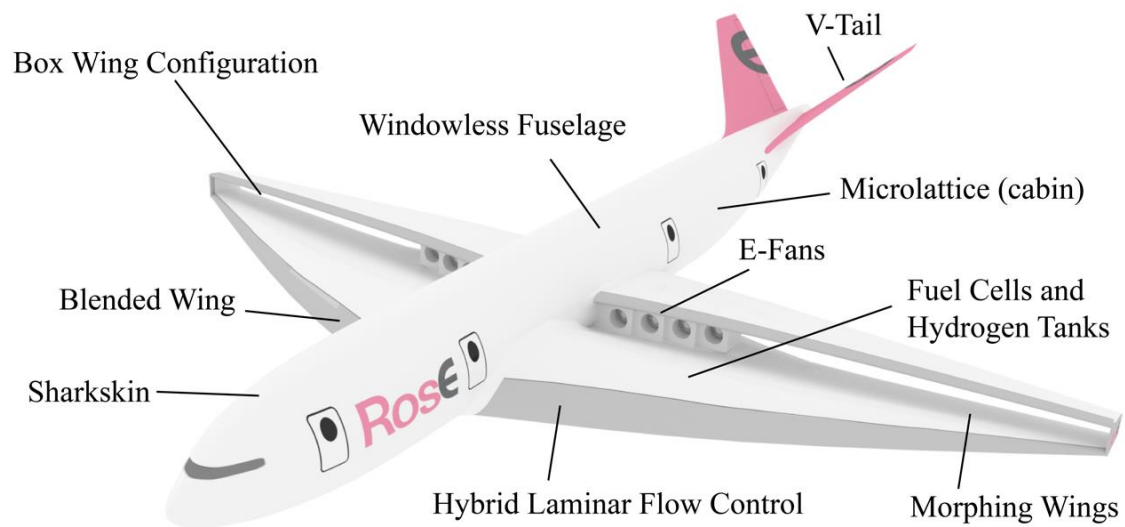 V-Tail
Box Wing Configuration
Windowless Fuselage
Microlattice (cabin)
E-Fans
Blended Wing
Fuel Cells and
Hydrogen Tanks
Sharkskin
RosE
Hybrid Laminar Flow Control
Morphing Wings
e